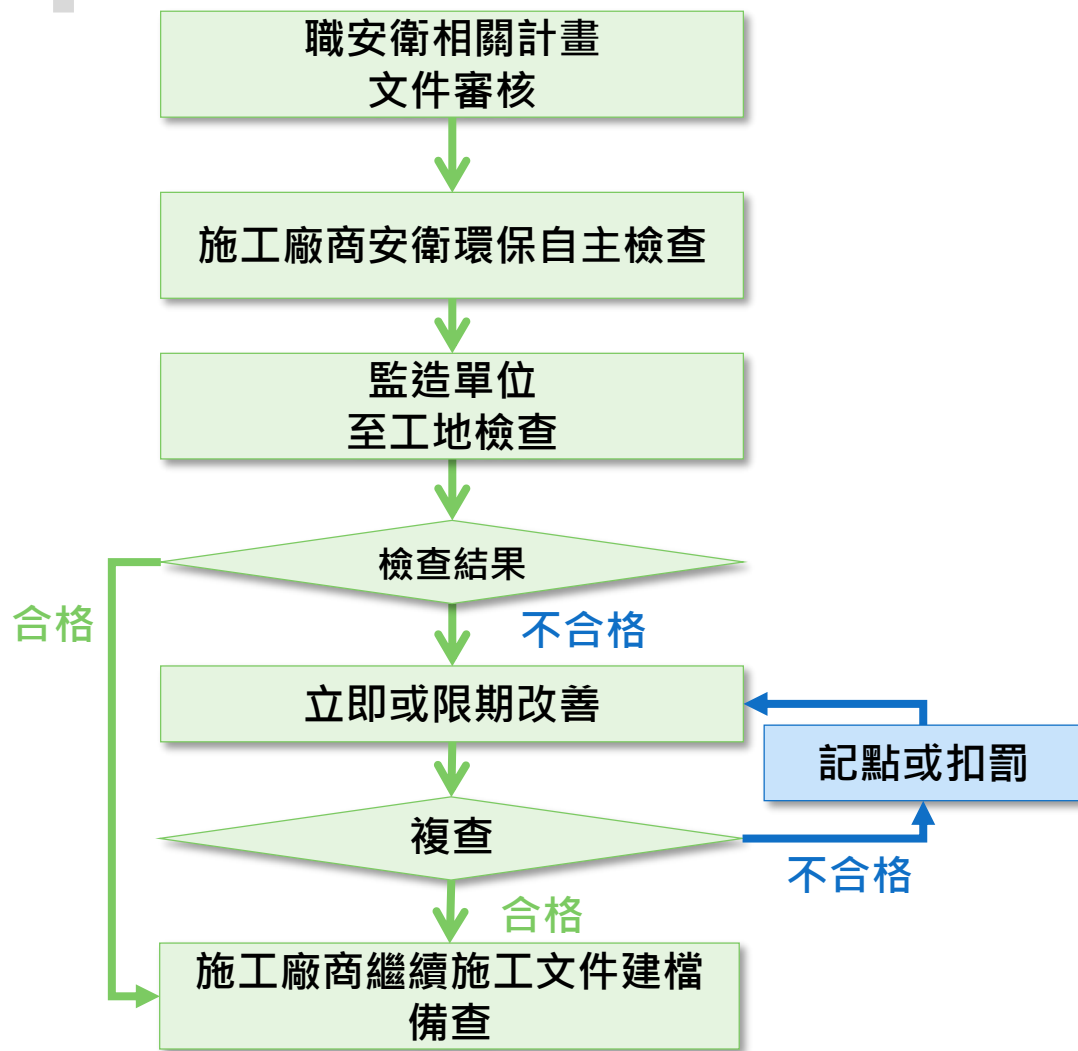 職安衛相關計畫
文件審核
施工廠商安衛環保自主檢查
監造單位
至工地檢查
檢查結果
合格
不合格
立即或限期改善
記點或扣罰
複查
不合格
合格
施工廠商繼續施工文件建檔
備查